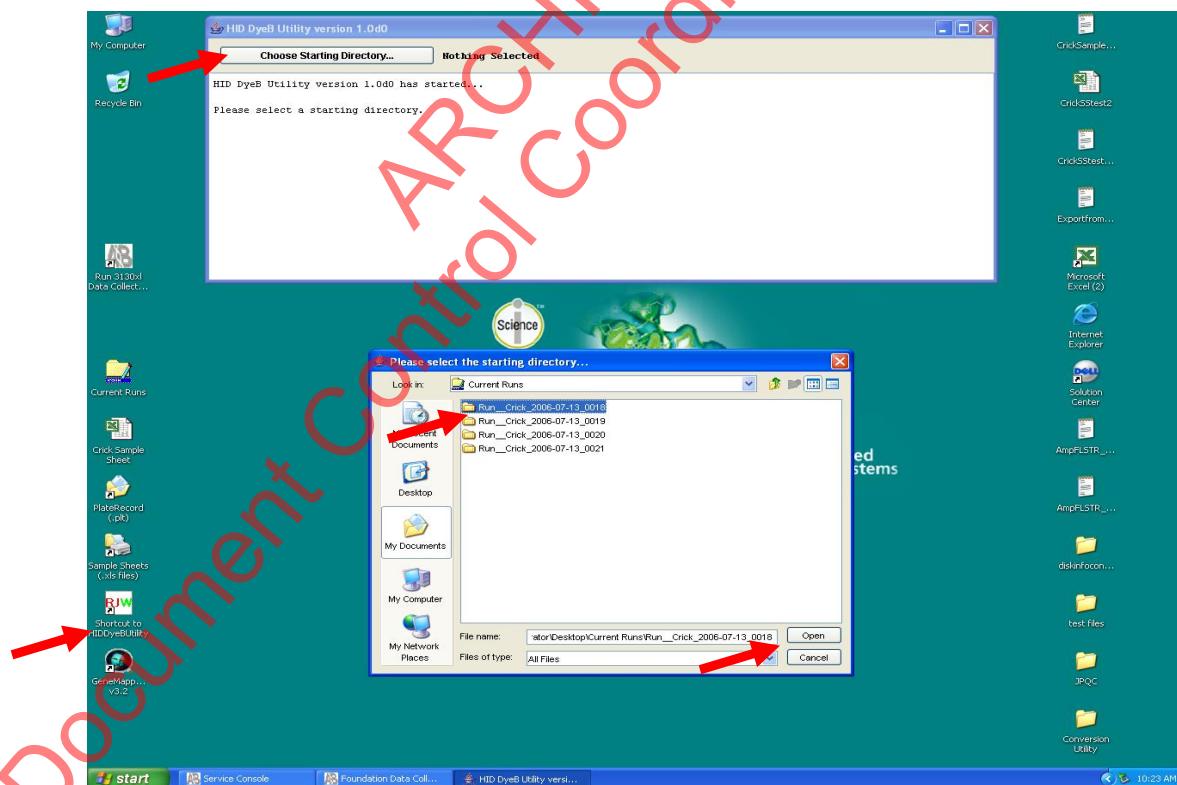 My Computer
Recycle Bin
Run 3130xl
Data Collect...
Current Runs
Crick Sample
Sheet
PlateRecord
(.plt)
Sample Sheets
(.xls files)
RJW
Shortcut to
HIDDyeBUtility
GeneMapp...
v3.2
HID DyeB Utility version 1.0d0
Choose Starting Directory...
Nothing Selected
HID DyeB Utility version 1.0d0 has started...
Please select a starting directory.
Science
Please select the starting directory...
Look in:
Current Runs
My Recent
Documents
Desktop
My Documents
My Computer
My Network
Places
Run__Crick_2006-07-13_0018
Run__Crick_2006-07-13_0019
Run__Crick_2006-07-13_0020
Run__Crick_2006-07-13_0021
File name:
ator\Desktop\Current Runs\Run__Crick_2006-07-13_0018
Open
Files of type:
All Files
Cancel
ed
stems
CrickSample...
CrickSStest2
CrickSStest...
Exportfrom...
Microsoft
Excel (2)
Internet
Explorer
DELL
Solution
Center
AmpFLSTR_...
AmpFLSTR_...
diskinfocon...
test files
JPQC
Conversion
Utility
start
Service Console
Foundation Data Coll...
HID DyeB Utility versi...
10:23 AM
ARCHI
Document Control Coordi